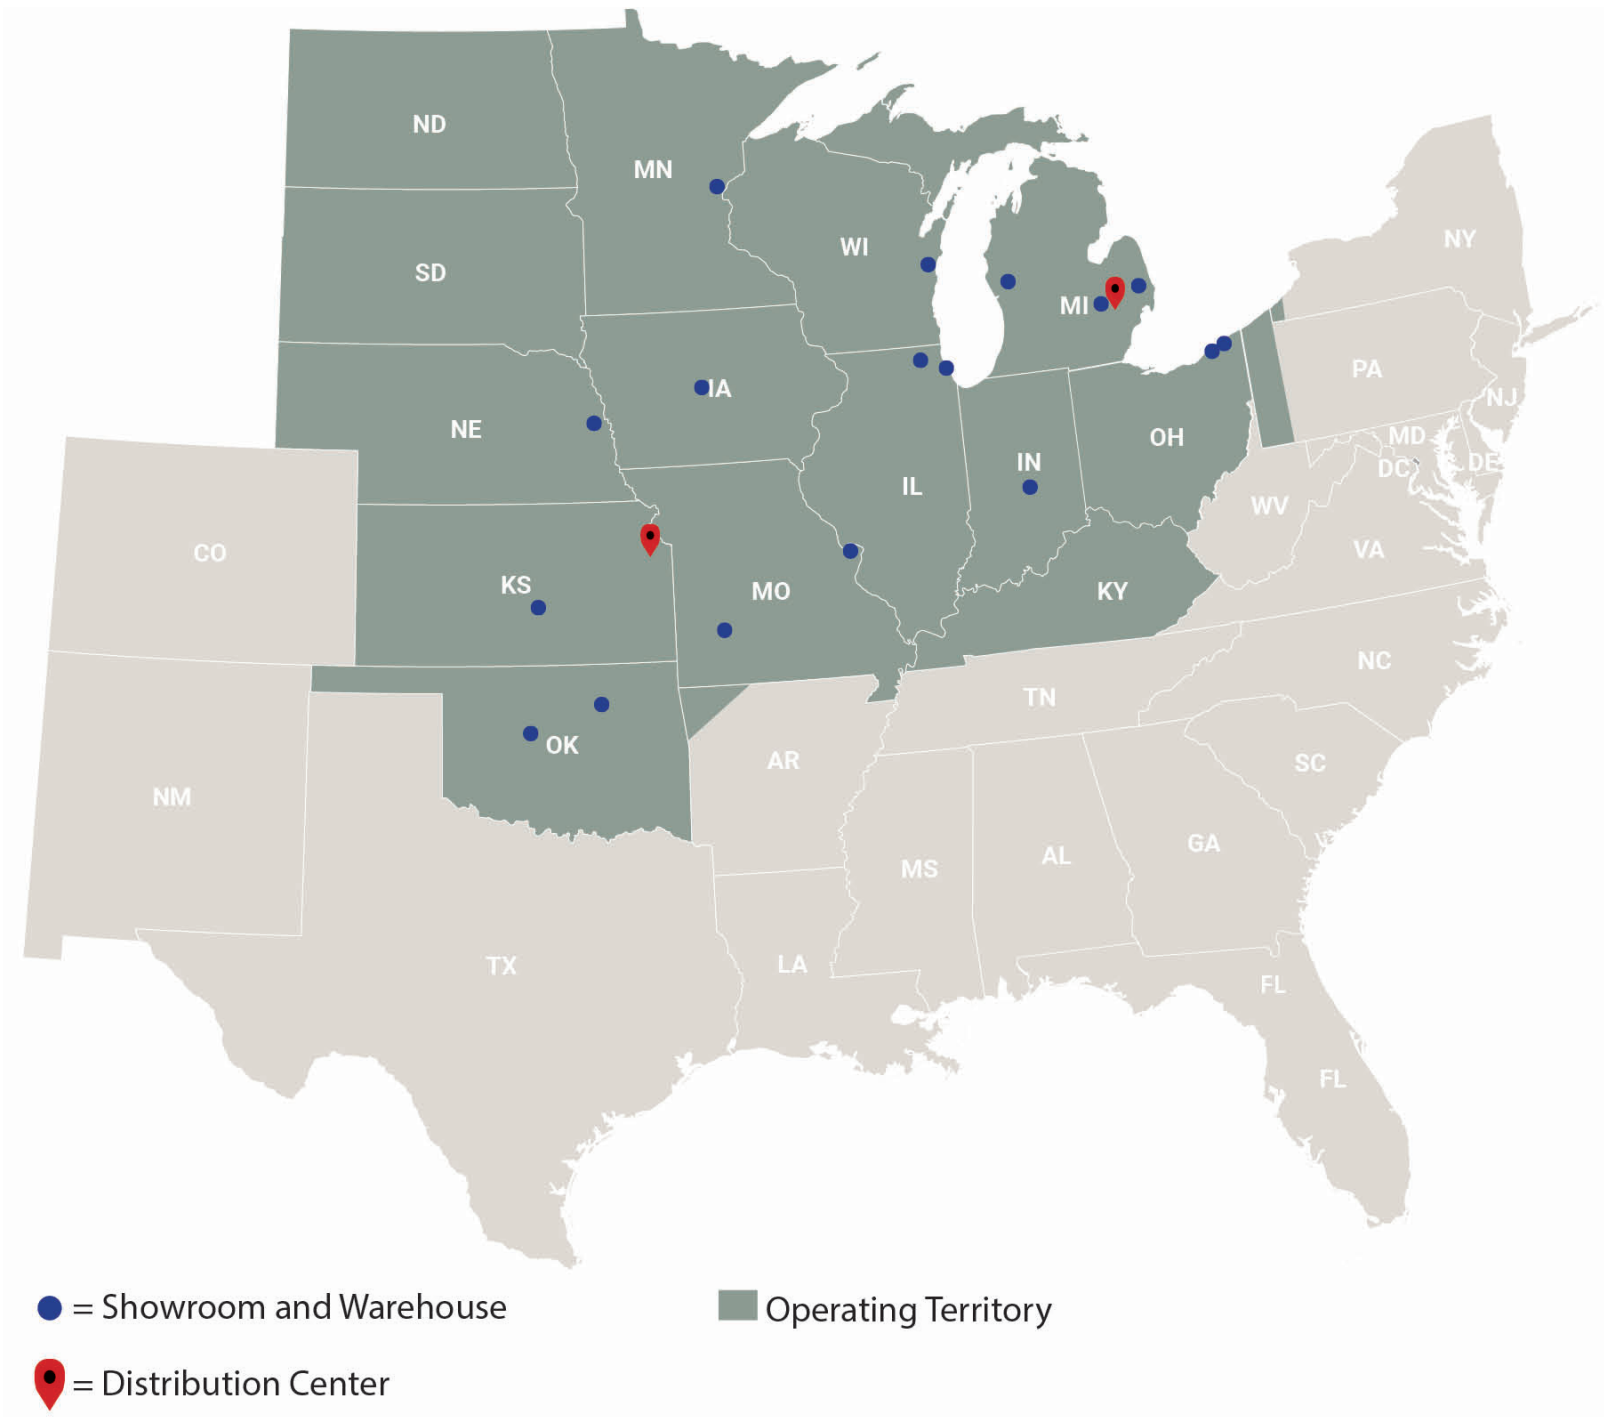 ND
MN
NY
WI
SD
MI
PA
IA
NJ
NE
OH
MD
IN
DC
DE
IL
WV
CO
VA
KS
MO
KY
NC
TN
OK
AR
SC
NM
GA
AL
MS
TX
LA
FL
FL
= Showroom and Warehouse
Operating Territory
= Distribution Center